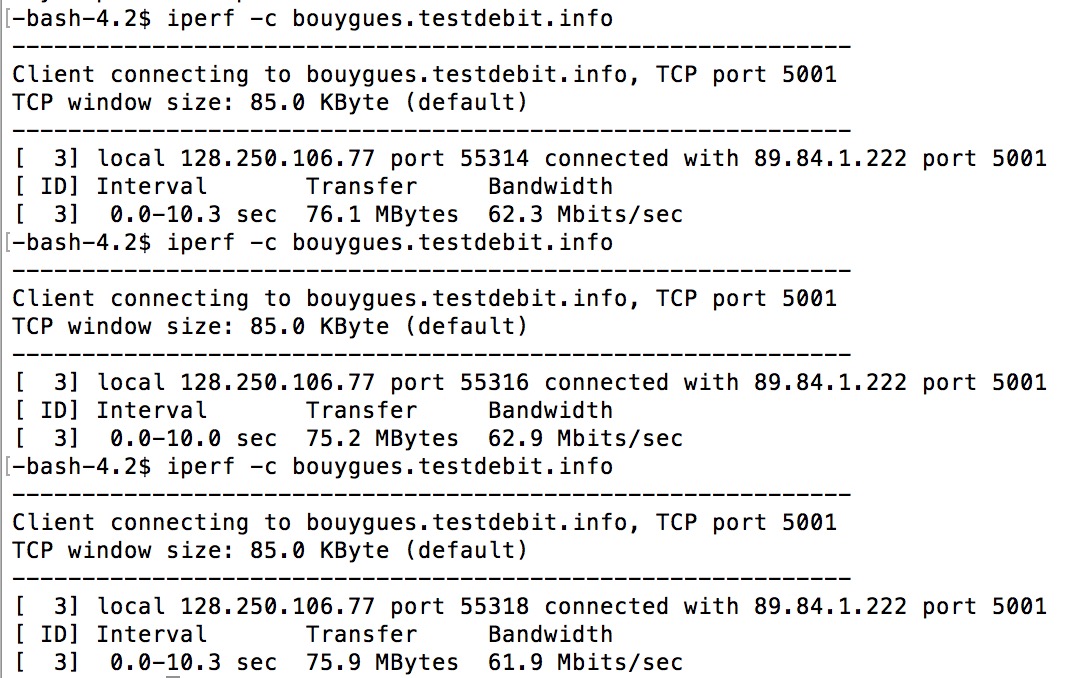 [-bash-4.2$ iperf -c bouygues.testdebit.info
------------------------------------------------------------
Client connecting to bouygues.testdebit.info, TCP port 5001
TCP window size: 85.0 KByte (default)
------------------------------------------------------------
[  3] local 128.250.106.77 port 55314 connected with 89.84.1.222 port 5001
[ ID] Interval       Transfer     Bandwidth
[  3]  0.0-10.3 sec  76.1 MBytes  62.3 Mbits/sec
[-bash-4.2$ iperf -c bouygues.testdebit.info
------------------------------------------------------------
Client connecting to bouygues.testdebit.info, TCP port 5001
TCP window size: 85.0 KByte (default)
------------------------------------------------------------
[  3] local 128.250.106.77 port 55316 connected with 89.84.1.222 port 5001
[ ID] Interval       Transfer     Bandwidth
[  3]  0.0-10.0 sec  75.2 MBytes  62.9 Mbits/sec
[-bash-4.2$ iperf -c bouygues.testdebit.info
------------------------------------------------------------
Client connecting to bouygues.testdebit.info, TCP port 5001
TCP window size: 85.0 KByte (default)
------------------------------------------------------------
[  3] local 128.250.106.77 port 55318 connected with 89.84.1.222 port 5001
[ ID] Interval       Transfer     Bandwidth
[  3]  0.0-10.3 sec  75.9 MBytes  61.9 Mbits/sec